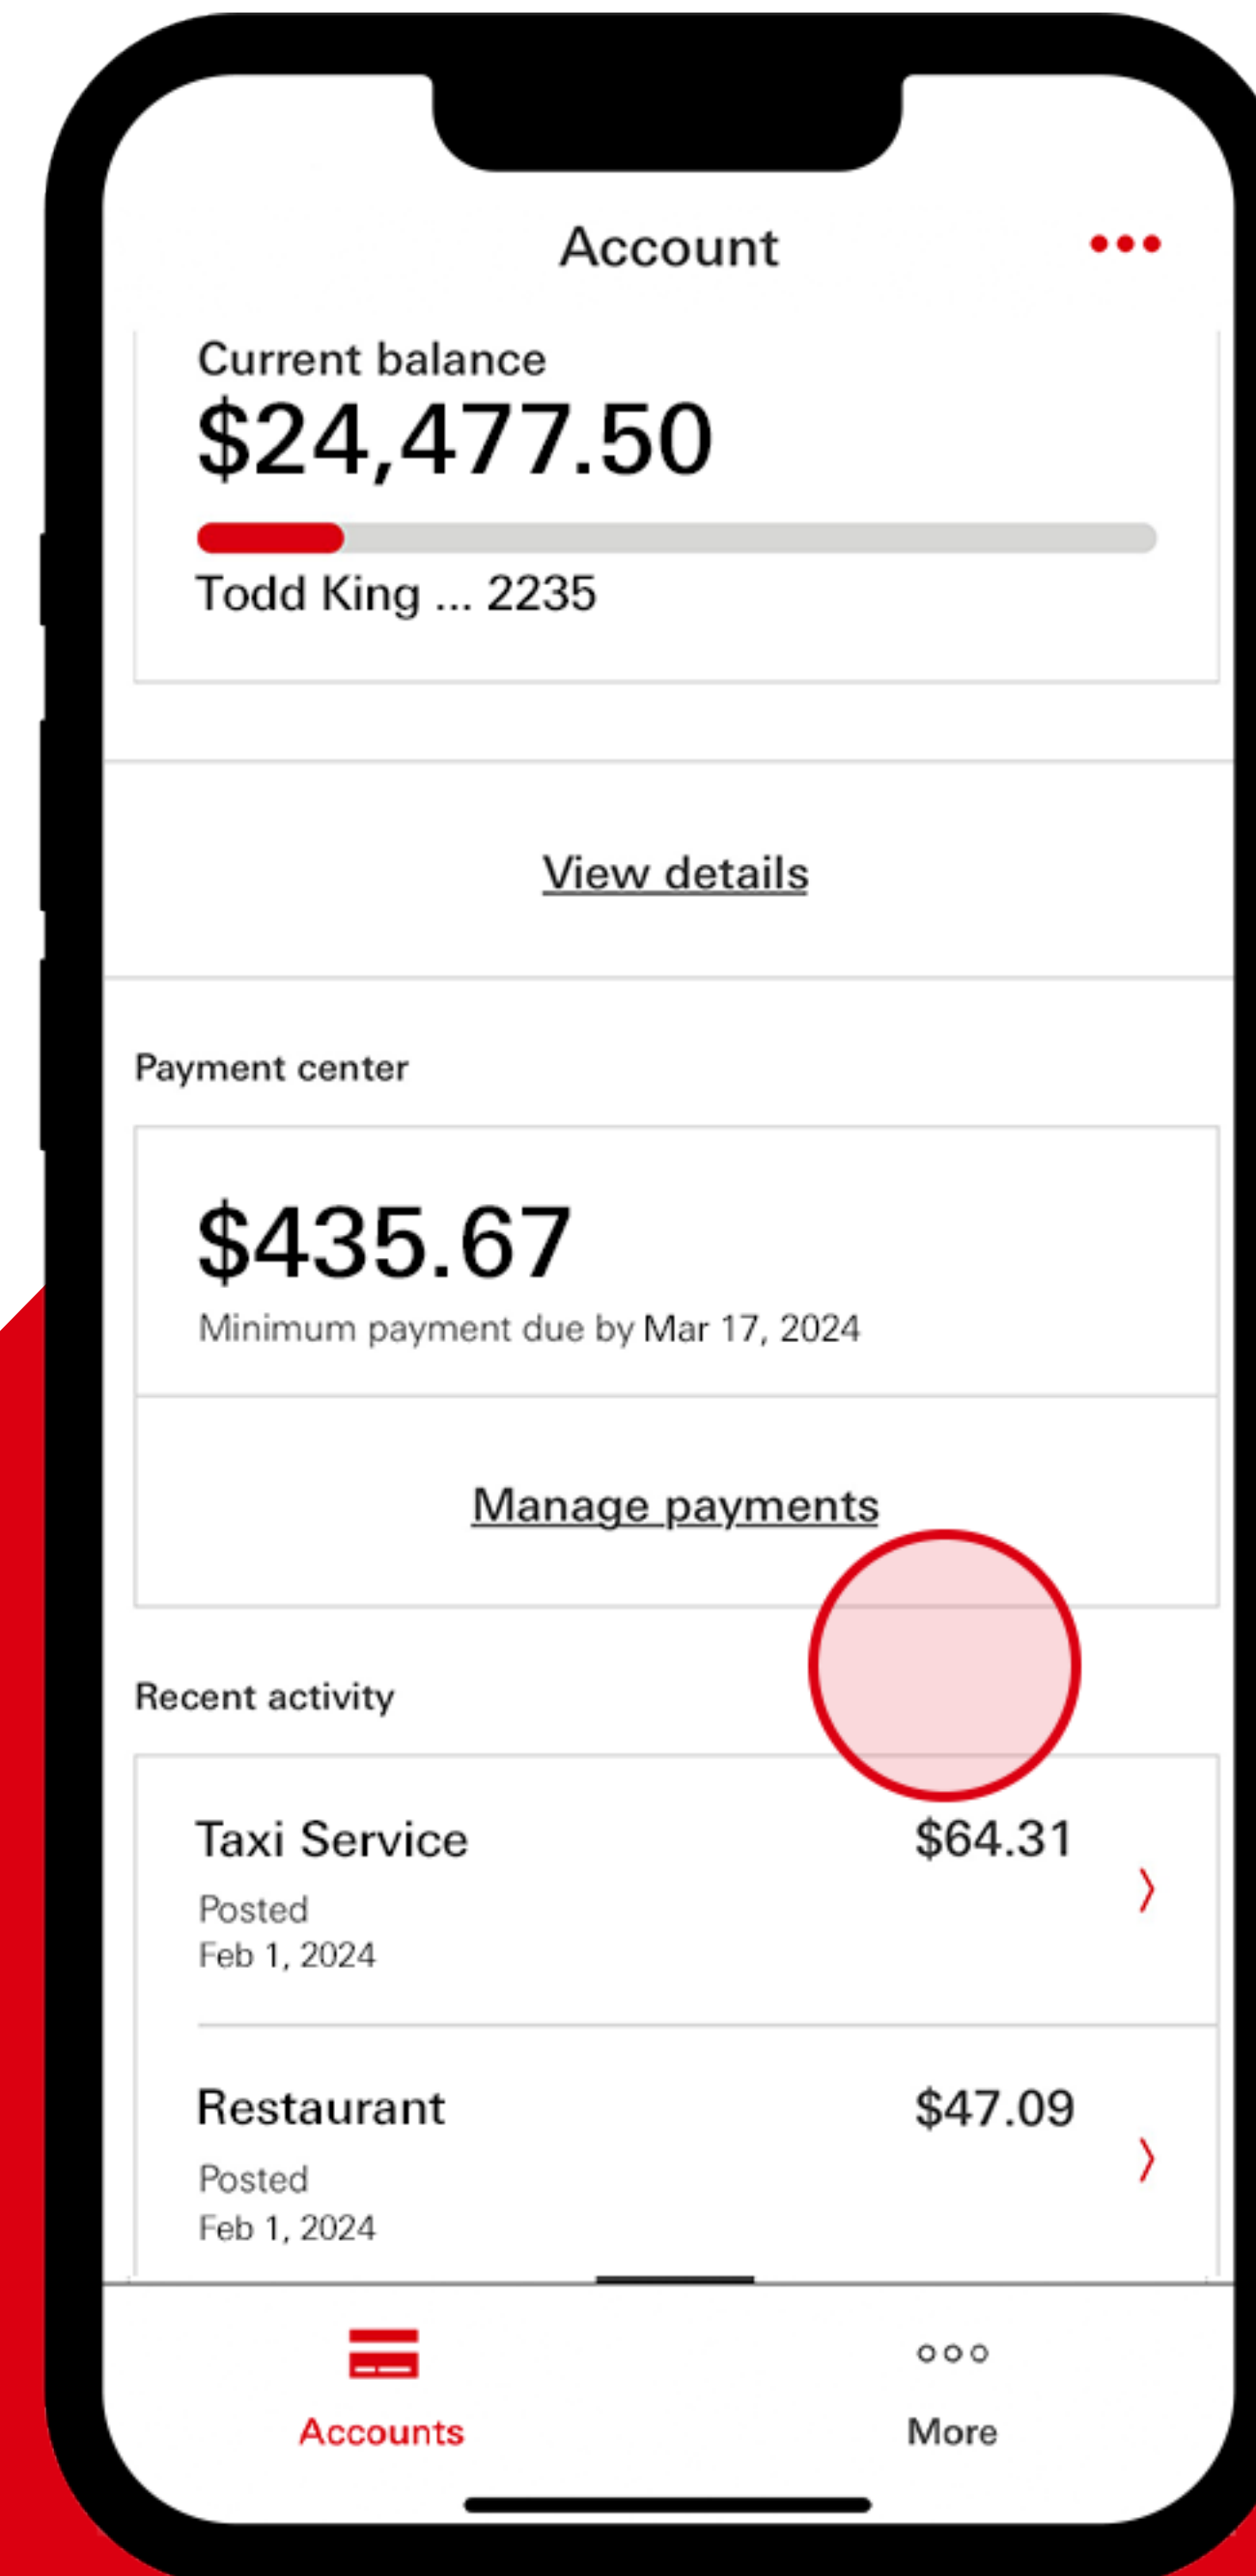 Account
Current balance
$24,477.50
Todd King ... 2235
View details
Payment center
$435.67
Minimum payment due by Mar 17, 2024
Manage payments
Recent activity
Taxi Service $64.31
Posted
Feb 1, 2024
Restaurant $47.09
Posted
Feb 1, 2024
Accounts More